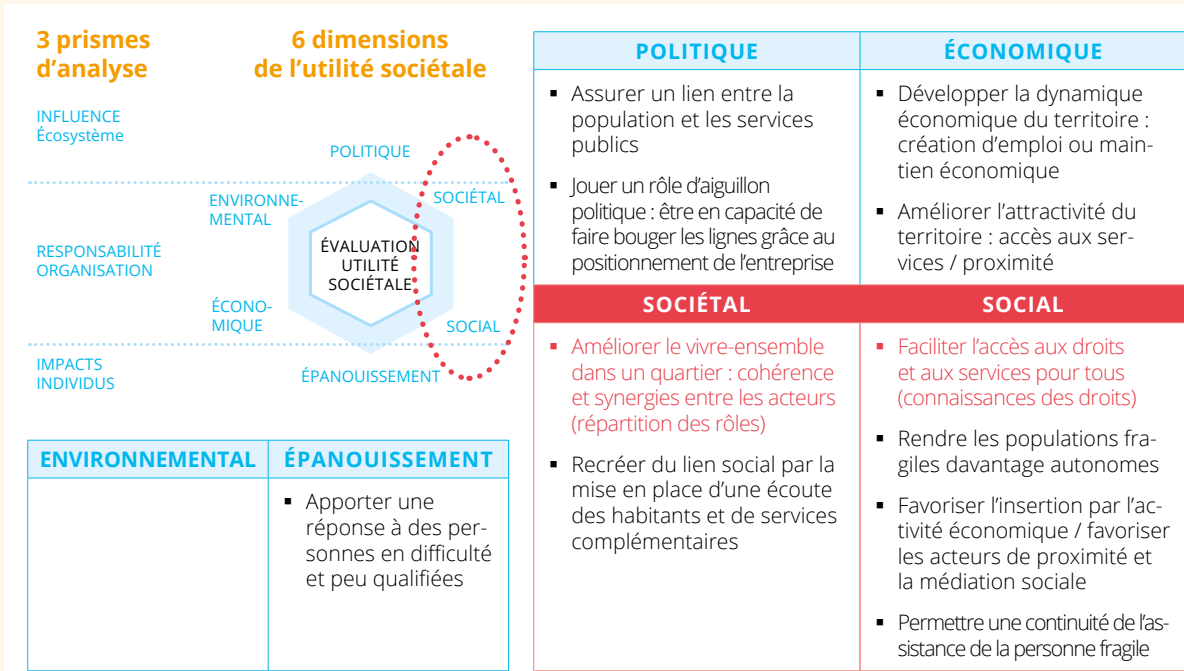 3 prismes
d’analyse
6 dimensions
de l’utilité sociétale
INFLUENCE
Écosystème
POLITIQUE
ENVIRONNE-
MENTAL
SOCIÉTAL
RESPONSABILITÉ
ORGANISATION
ÉVALUATION
UTILITÉ
SOCIÉTALE
ÉCONO-
MIQUE
SOCIAL
IMPACTS
INDIVIDUS
ÉPANOUISSEMENT
ENVIRONNEMENTAL
ÉPANOUISSEMENT
▪ Apporter une
réponse à des per-
sonnes en difficulté
et peu qualifiées
POLITIQUE
▪ Assurer un lien entre la
population et les services
publics
▪ Jouer un rôle d’aiguillon
politique : être en capacité de
faire bouger les lignes grâce au
positionnement de l’entreprise
ÉCONOMIQUE
▪ Développer la dynamique
économique du territoire :
création d’emploi ou main-
tien économique
▪ Améliorer l’attractivité du
territoire : accès aux ser-
vices / proximité
SOCIÉTAL
▪ Améliorer le vivre-ensemble
dans un quartier : cohérence
et synergies entre les acteurs
(répartition des rôles)
▪ Recréer du lien social par la
mise en place d’une écoute
des habitants et de services
complémentaires
SOCIAL
▪ Faciliter l’accès aux droits
et aux services pour tous
(connaissances des droits)
▪ Rendre les populations fra-
giles davantage autonomes
▪ Favoriser l’insertion par l’ac-
tivité économique / favoriser
les acteurs de proximité et
la médiation sociale
▪ Permettre une continuité de l’as-
sistance de la personne fragile